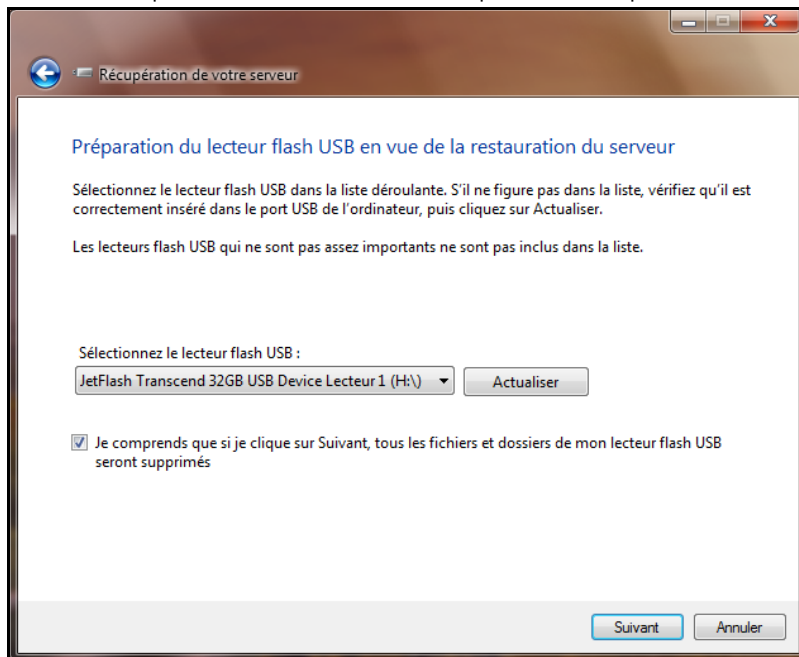 Récupération de votre serveur
Préparation du lecteur flash USB en vue de la restauration du serveur
Sélectionnez le lecteur flash USB dans la liste déroulante. S'il ne figure pas dans la liste, vérifiez qu'il est
correctement inséré dans le port USB de l'ordinateur, puis cliquez sur Actualiser.
Les lecteurs flash USB qui ne sont pas assez importants ne sont pas inclus dans la liste.
Sélectionnez le lecteur flash USB :
JetFlash Transcend 32GB USB Device Lecteur 1 (H:\)
Actualiser
Je comprends que si je clique sur Suivant, tous les fichiers et dossiers de mon lecteur flash USB
seront supprimés
Suivant
Annuler